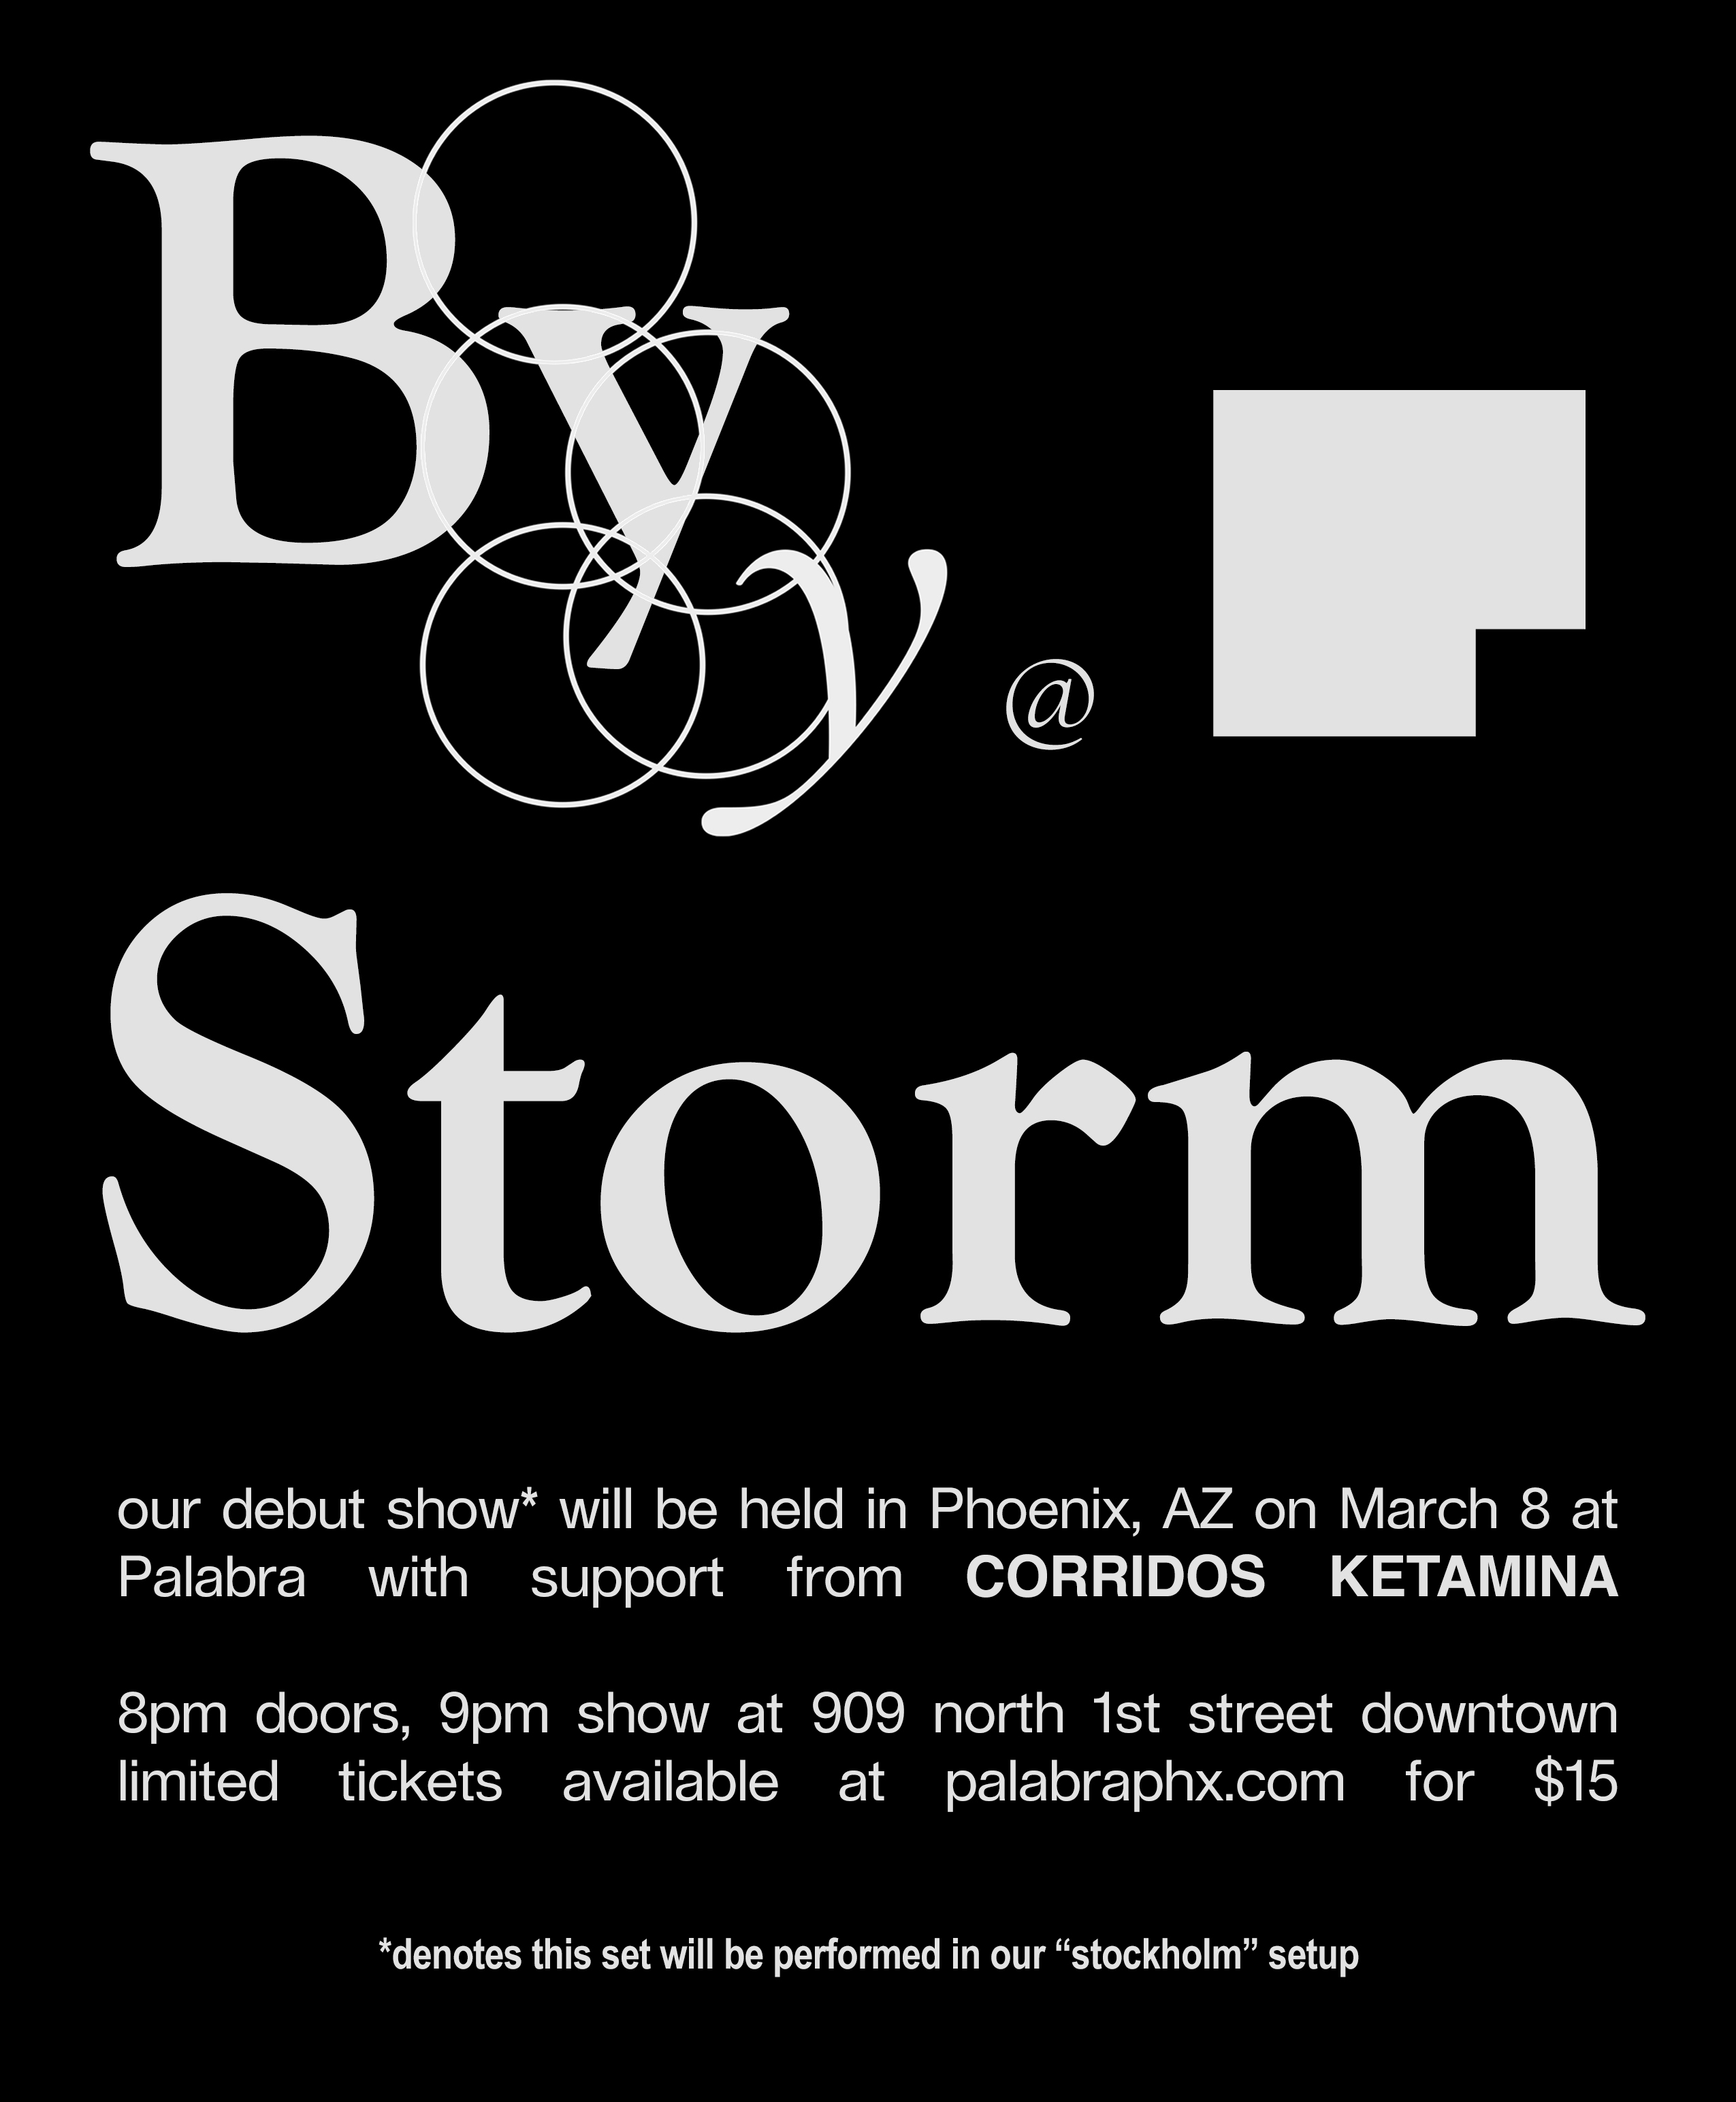 By
y
@
Storm
our debut show* will be held in Phoenix, AZ on March 8 at
Palabra with support from CORRIDOS KETAMINA
8pm doors, 9pm show at 909 north 1st street downtown
limited tickets available at palabraphx.com for $15
*denotes this set will be performed in our “stockholm” setup